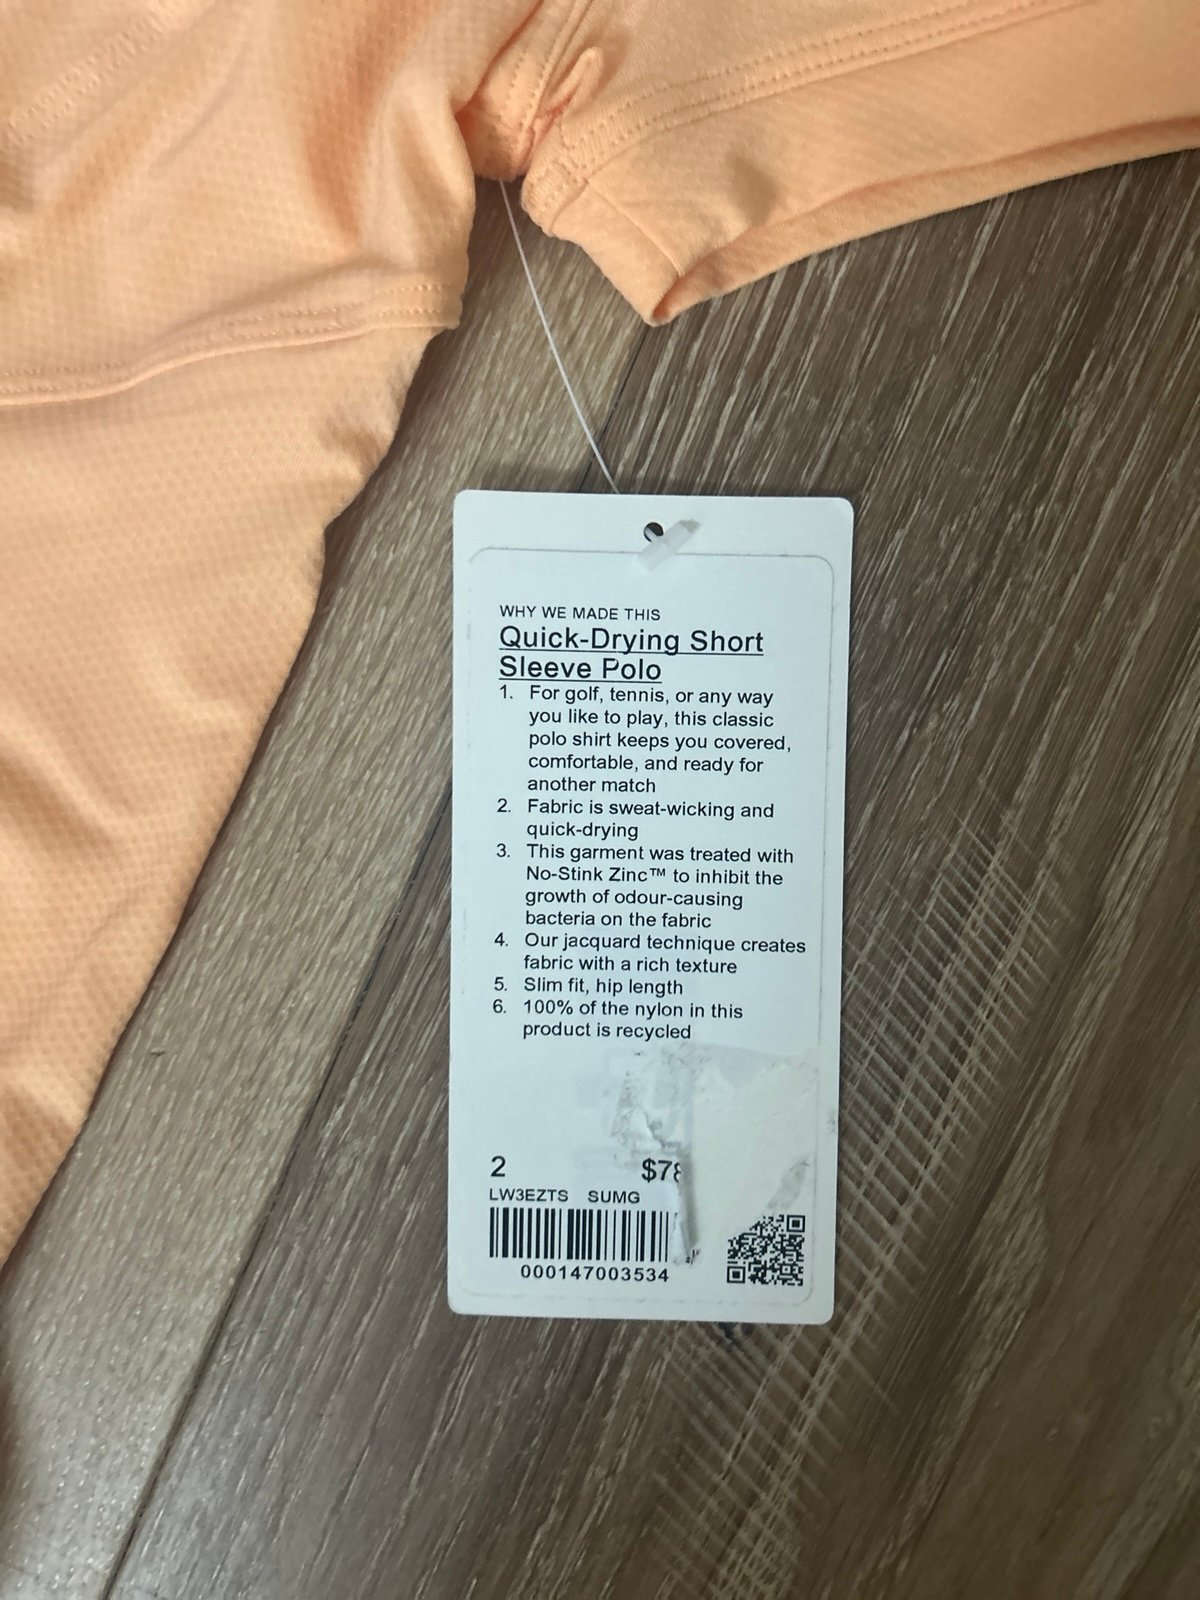 WHY WE MADE THIS
Quick-Drying Short
Sleeve Polo
1. For golf, tennis, or any way
you like to play, this classic
polo shirt keeps you covered,
comfortable, and ready for
another match
2. Fabric is sweat-wicking and
quick-drying
3. This garment was treated with
No-Stink Zinc™ to inhibit the
growth of odour-causing
bacteria on the fabric
4. Our jacquard technique creates
fabric with a rich texture
5. Slim fit, hip length
6. 100% of the nylon in this
product is recycled
2 $78
LW3EZTS SUMG
000147003534